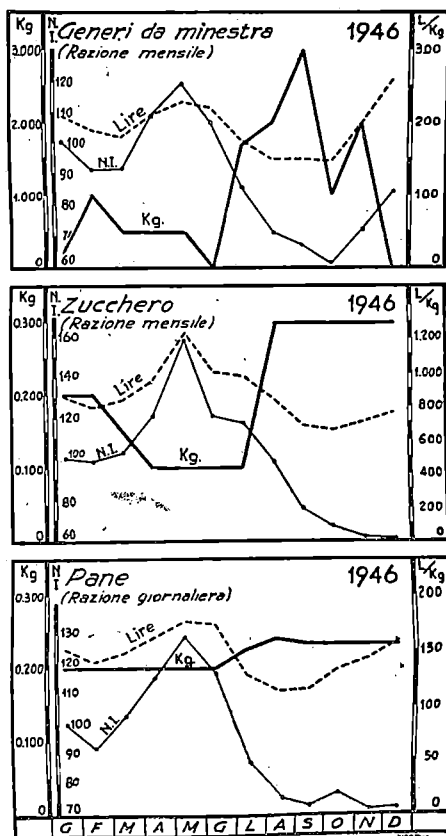 Kg N.I. Generi da minestra 1946 L/Kg
(Razione mensile)
3.000 120 300
110 Lire
2.000 100 200
90 N.I.
1.000 80 Kg. 100
70
0 60 0
Kg N.I. Zucchero 1946 L/Kg
(Razione mensile)
0.300 160 1.200
Lire 1.000
0.200 140 800
120
600
0.100 100 N.I. Kg. 400
80 200
0 60 0
Kg N.I. Pane 1946 L/Kg
(Razione giornaliera)
0.300 200
130 Lire
0.200 120 Kg. 150
110
0.100 100 N.I. 100
90
80 50
70 0
G F M A M G L A S O N D